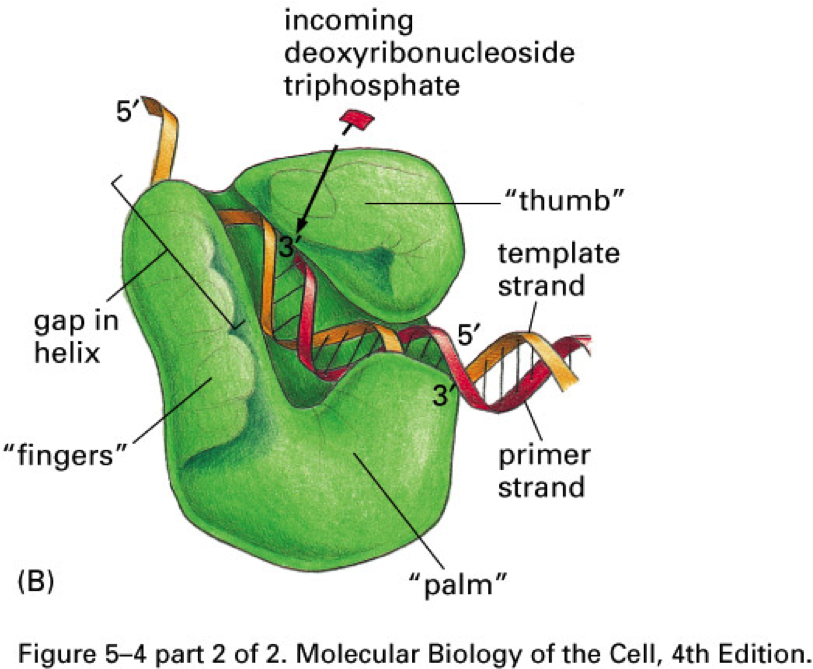 incoming
deoxyribonucleoside
triphosphate
5′
“thumb”
3′
template
strand
gap in
helix
5′
3′
“fingers”
primer
strand
(B)
“palm”
Figure 5–4 part 2 of 2. Molecular Biology of the Cell, 4th Edition.